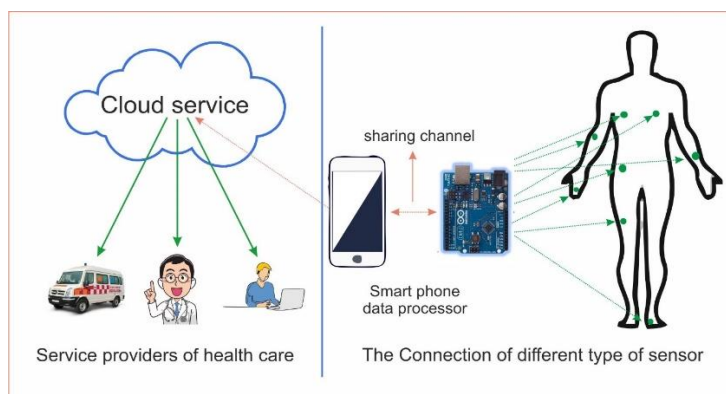 Cloud service
sharing channel
Smart phone
data processor
Service providers of health care
The Connection of different type of sensor